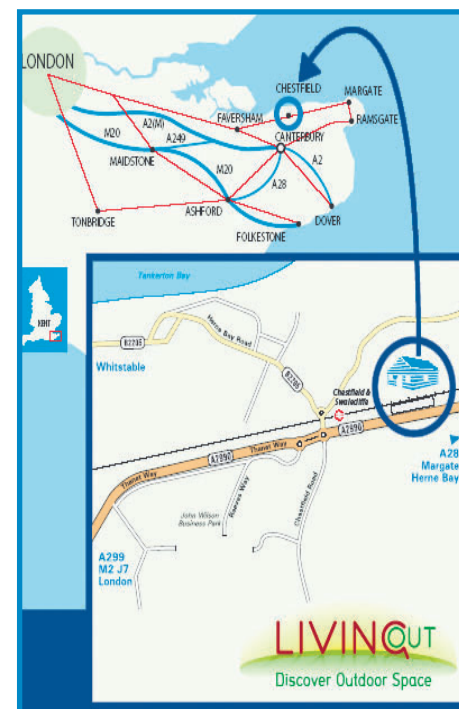 LONDON
CHESTFIELD
MARGATE
FAVERSHAM
RAMSGATE
A2(M)
M20
A249
CANTERBURY
MAIDSTONE
M20
A2
A28
TONBRIDGE
ASHFORD
DOVER
FOLKESTONE
KENT
Tankerton Bay
B2205
Herne Bay Road
Whitstable
B2205
Chestfield &
Swalecliffe
A2990
Thanet Way
A28
Margate
Herne Bay
A2990
Thanet Way
Reeves Way
Chestfield Road
John Wilson
Business Park
A299
M2 J7
London
LIVINGOUT
Discover Outdoor Space